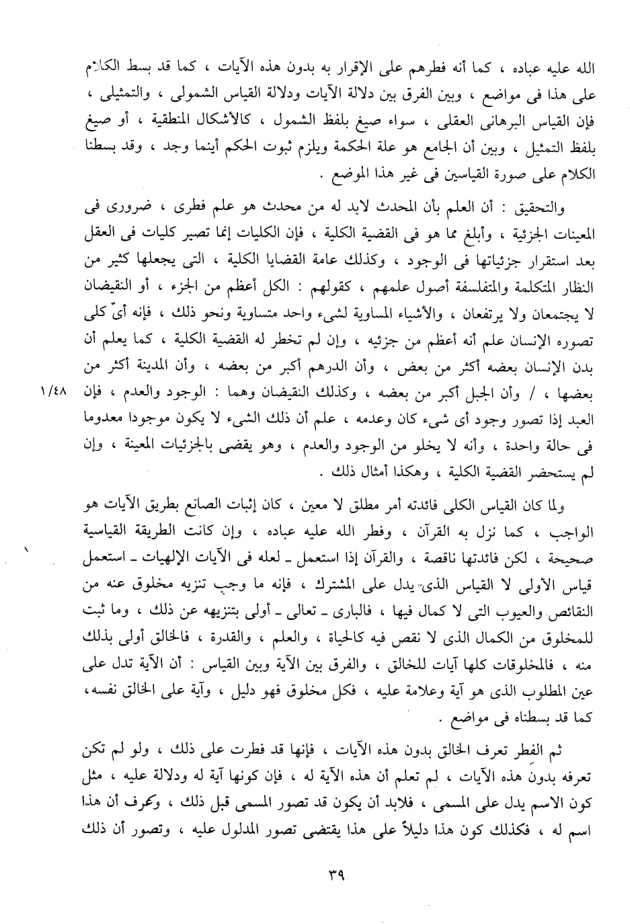 الله عليه عباده ، كما أنه فطرهم على الإقرار به بدون هذه الآيات ، كما قد بسط الكلام
على هذا فى مواضع ، وبين الفرق بين دلالة الآيات ودلالة القياس الشمولى ، والتمثيلى ،
فإن القياس البرهانى العقلى ، سواء صيغ بلفظ الشمول ، كالأشكال المنطقية ، أو صيغ
بلفظ التمثيل ، وبين أن الجامع هو علة الحكمة ويلزم ثبوت الحكم أينما وجد ، وقد بسطنا
الكلام على صورة القياسين فى غير هذا الموضع .
والتحقيق : أن العلم بأن المحدث لابد له من محدث هو علم فطرى ، ضرورى فى
المعينات الجزئية ، وأبلغ مما هو فى القضية الكلية ، فإن الكليات إنما تصير كليات فى العقل
بعد استقرار جزئياتها فى الوجود ، وكذلك عامة القضايا الكلية ، التى يجعلها كثير من
النظار المتكلمة والمتفلسفة أصول علمهم ، كقولهم : الكل أعظم من الجزء ، أو النقيضان
لا يجتمعان ولا يرتفعان ، والأشياء المساوية لشىء واحد متساوية ونحو ذلك ، فإنه أىّ كلى
تصوره الإنسان علم أنه أعظم من جزئيه ، وإن لم تخطر له القضية الكلية ، كما يعلم أن
بدن الإنسان بعضه أكثر من بعض ، وأن الدرهم أكبر من بعضه ، وأن المدينة أكثر من
بعضها ، / وأن الجبل أكبر من بعضه ، وكذلك النقيضان وهما : الوجود والعدم ، فإن ١/٤٨
العبد إذا تصور وجود أى شىء كان وعدمه ، علم أن ذلك الشىء لا يكون موجودا معدوما
فى حالة واحدة ، وأنه لا يخلو من الوجود والعدم ، وهو يقضى بالجزئيات المعينة ، وإن
لم يستحضر القضية الكلية ، وهكذا أمثال ذلك .
ولما كان القياس الكلى فائدته أمر مطلق لا معين ، كان إثبات الصانع بطريق الآيات هو
الواجب ، كما نزل به القرآن ، وفطر الله عليه عباده ، وإن كانت الطريقة القياسية
صحيحة ، لكن فائدتها ناقصة ، والقرآن إذا استعمل ـ لعله فى الآيات الإلهيات ـ استعمل
قياس الأولى لا القياس الذى يدل على المشترك ، فإنه ما وجب تنزيه مخلوق عنه من
النقائص والعيوب التى لا كمال فيها ، فالبارى ـ تعالى ـ أولى بتنزيهه عن ذلك ، وما ثبت
للمخلوق من الكمال الذى لا نقص فيه كالحياة ، والعلم ، والقدرة ، فالخالق أولى بذلك
منه ، فالمخلوقات كلها آيات للخالق ، والفرق بين الآية وبين القياس : أن الآية تدل على
عين المطلوب الذى هو آية وعلامة عليه ، فكل مخلوق فهو دليل ، وآية على الخالق نفسه،
كما قد بسطناه فى مواضع .
ثم الفطر تعرف الخالق بدون هذه الآيات ، فإنها قد فطرت على ذلك ، ولو لم تكن
تعرفه بدون هذه الآيات ، لم تعلم أن هذه الآية له ، فإن كونها آية له ودلالة عليه ، مثل
كون الاسم يدل على المسمى ، فلابد أن يكون قد تصور المسمى قبل ذلك ، وعرف أن هذا
اسم له ، فكذلك كون هذا دليلاً على هذا يقتضى تصور المدلول عليه ، وتصور أن ذلك
٣٩